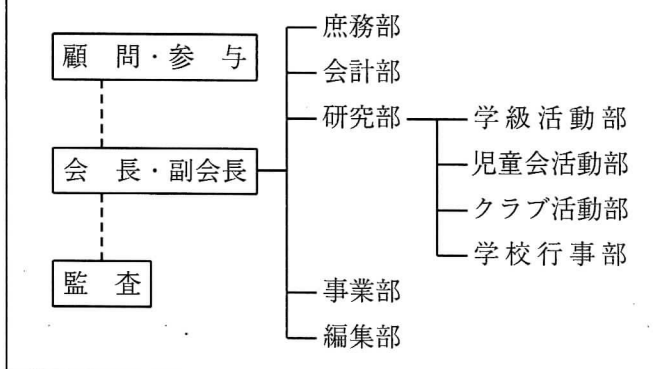 顧問・参与
会長・副会長
監査
庶務部
会計部
研究部
事業部
編集部
学級活動部
児童会活動部
クラブ活動部
学校行事部